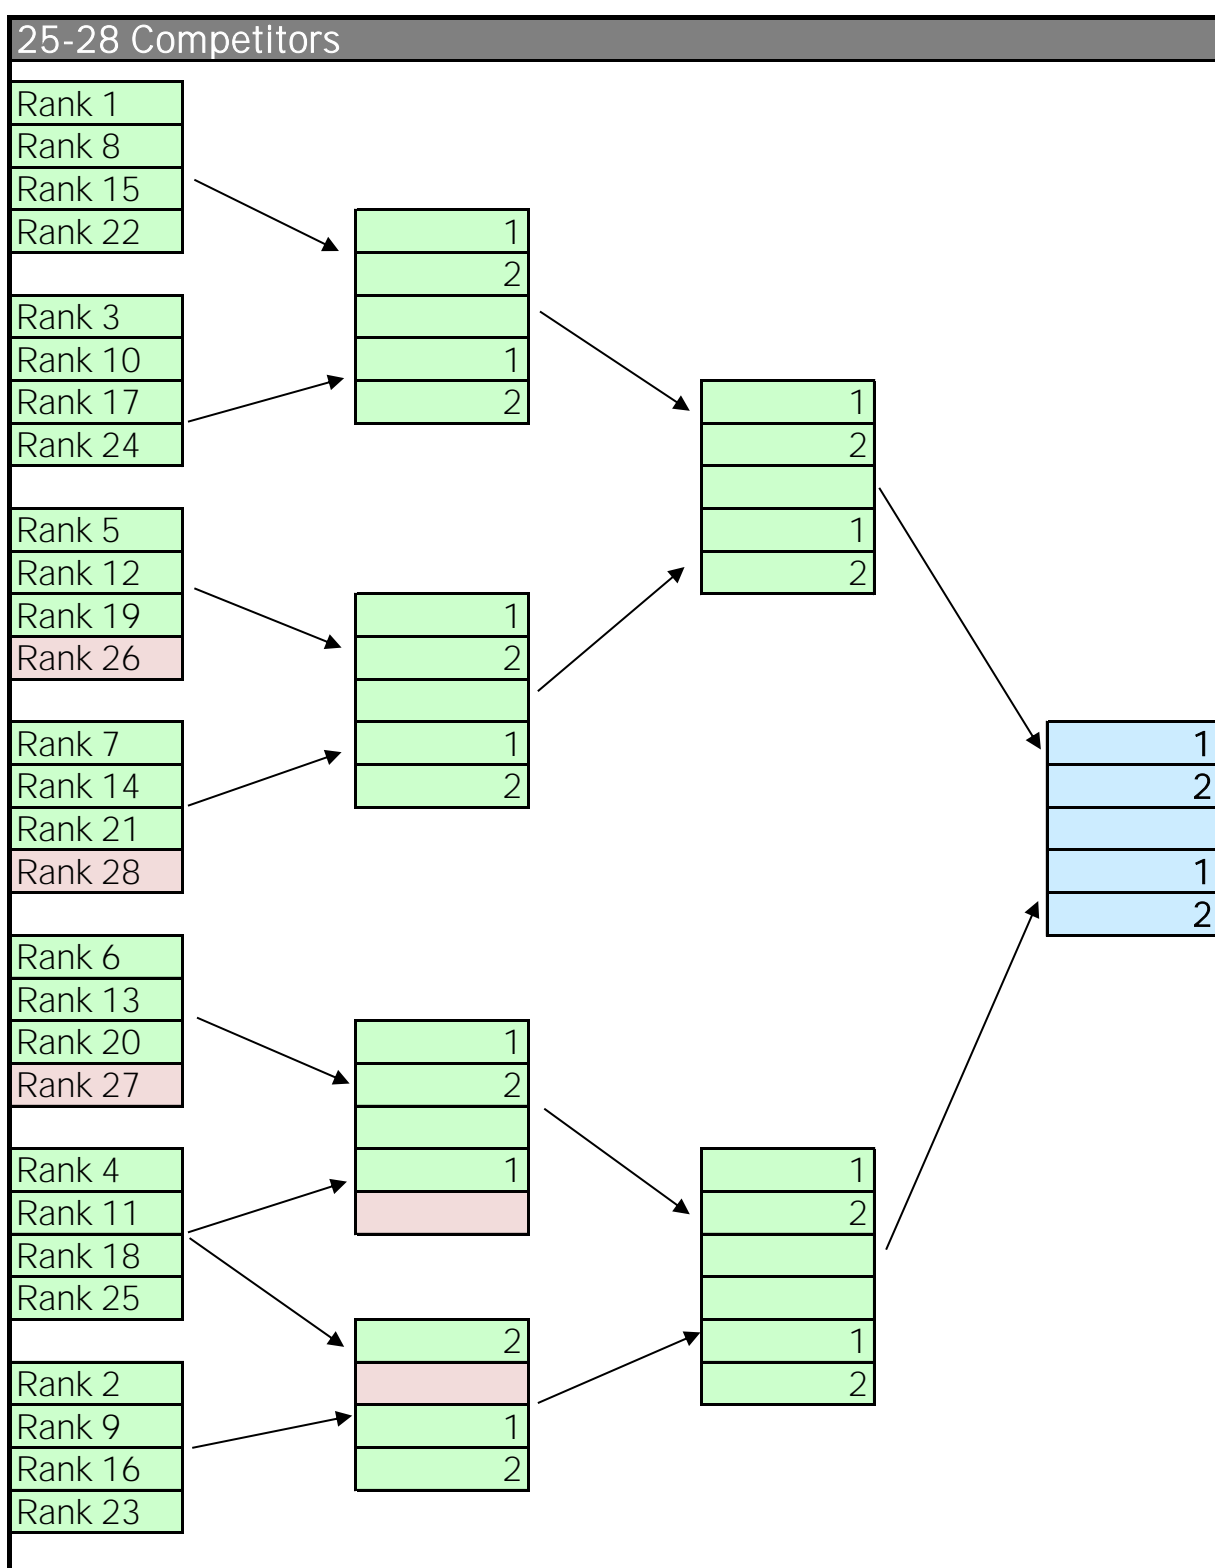 25-28 Competitors
Rank 1
Rank 8
Rank 15
Rank 22
Rank 3
Rank 10
Rank 17
Rank 24
Rank 5
Rank 12
Rank 19
Rank 26
Rank 7
Rank 14
Rank 21
Rank 28
Rank 6
Rank 13
Rank 20
Rank 27
Rank 4
Rank 11
Rank 18
Rank 25
Rank 2
Rank 9
Rank 16
Rank 23
1
2
1
2
1
2
1
2
1
2
1
2
1
2
1
2
1
2
1
2
1
2
1
2
1
2